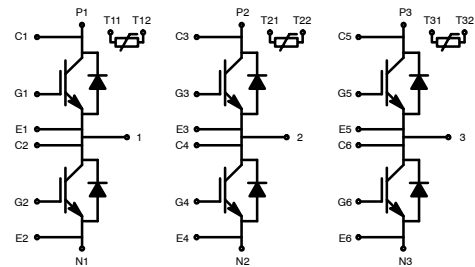 P1 T11 T12 P2 T21 T22 P3 T31 T32
C1 C3 C5
G1 G3 G5
E1 1 E3 2 E5 3
C2 C4 C6
G2 G4 G6
E2 E4 E6
N1 N2 N3